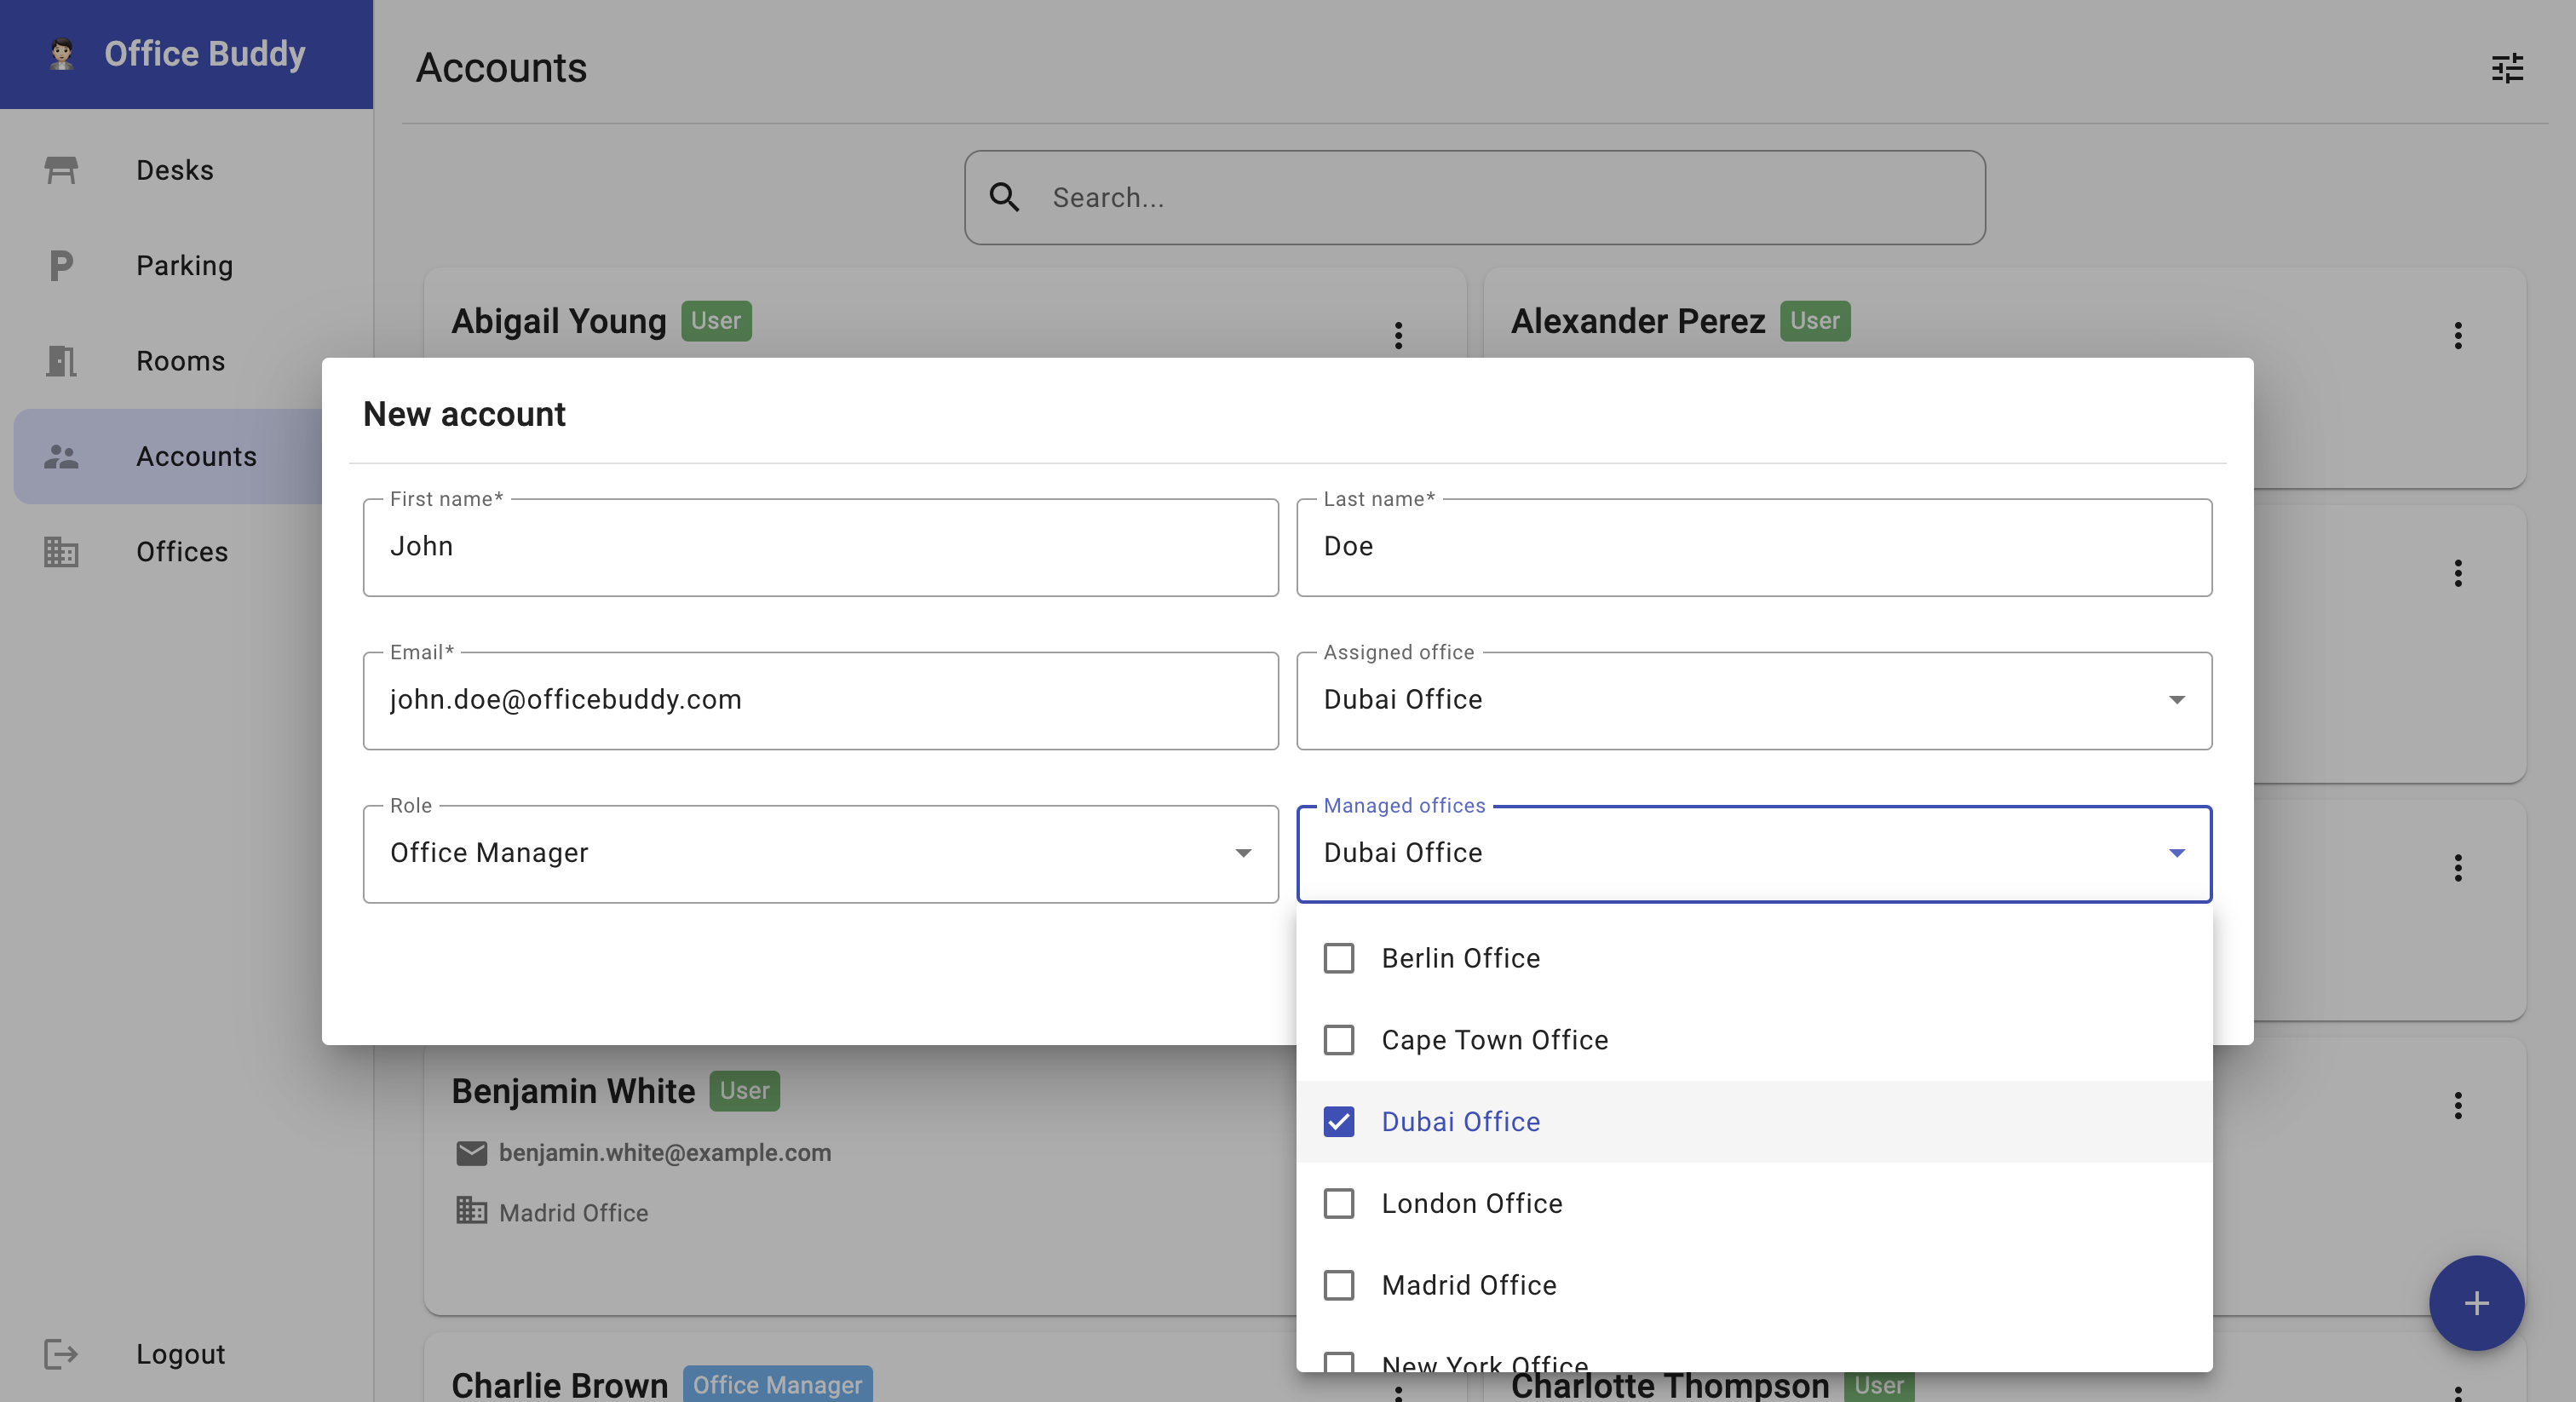 Office Buddy
Accounts
Desks
Parking
Rooms
Accounts
Offices
Logout
Search...
Abigail Young User
Alexander Perez User
New account
First name*
John
Last name*
Doe
Email*
john.doe@officebuddy.com
Assigned office
Dubai Office
Role
Office Manager
Managed offices
Dubai Office
Berlin Office
Cape Town Office
Dubai Office
London Office
Madrid Office
New York Office
Benjamin White User
benjamin.white@example.com
Madrid Office
Charlie Brown Office Manager
Charlotte Thompson User